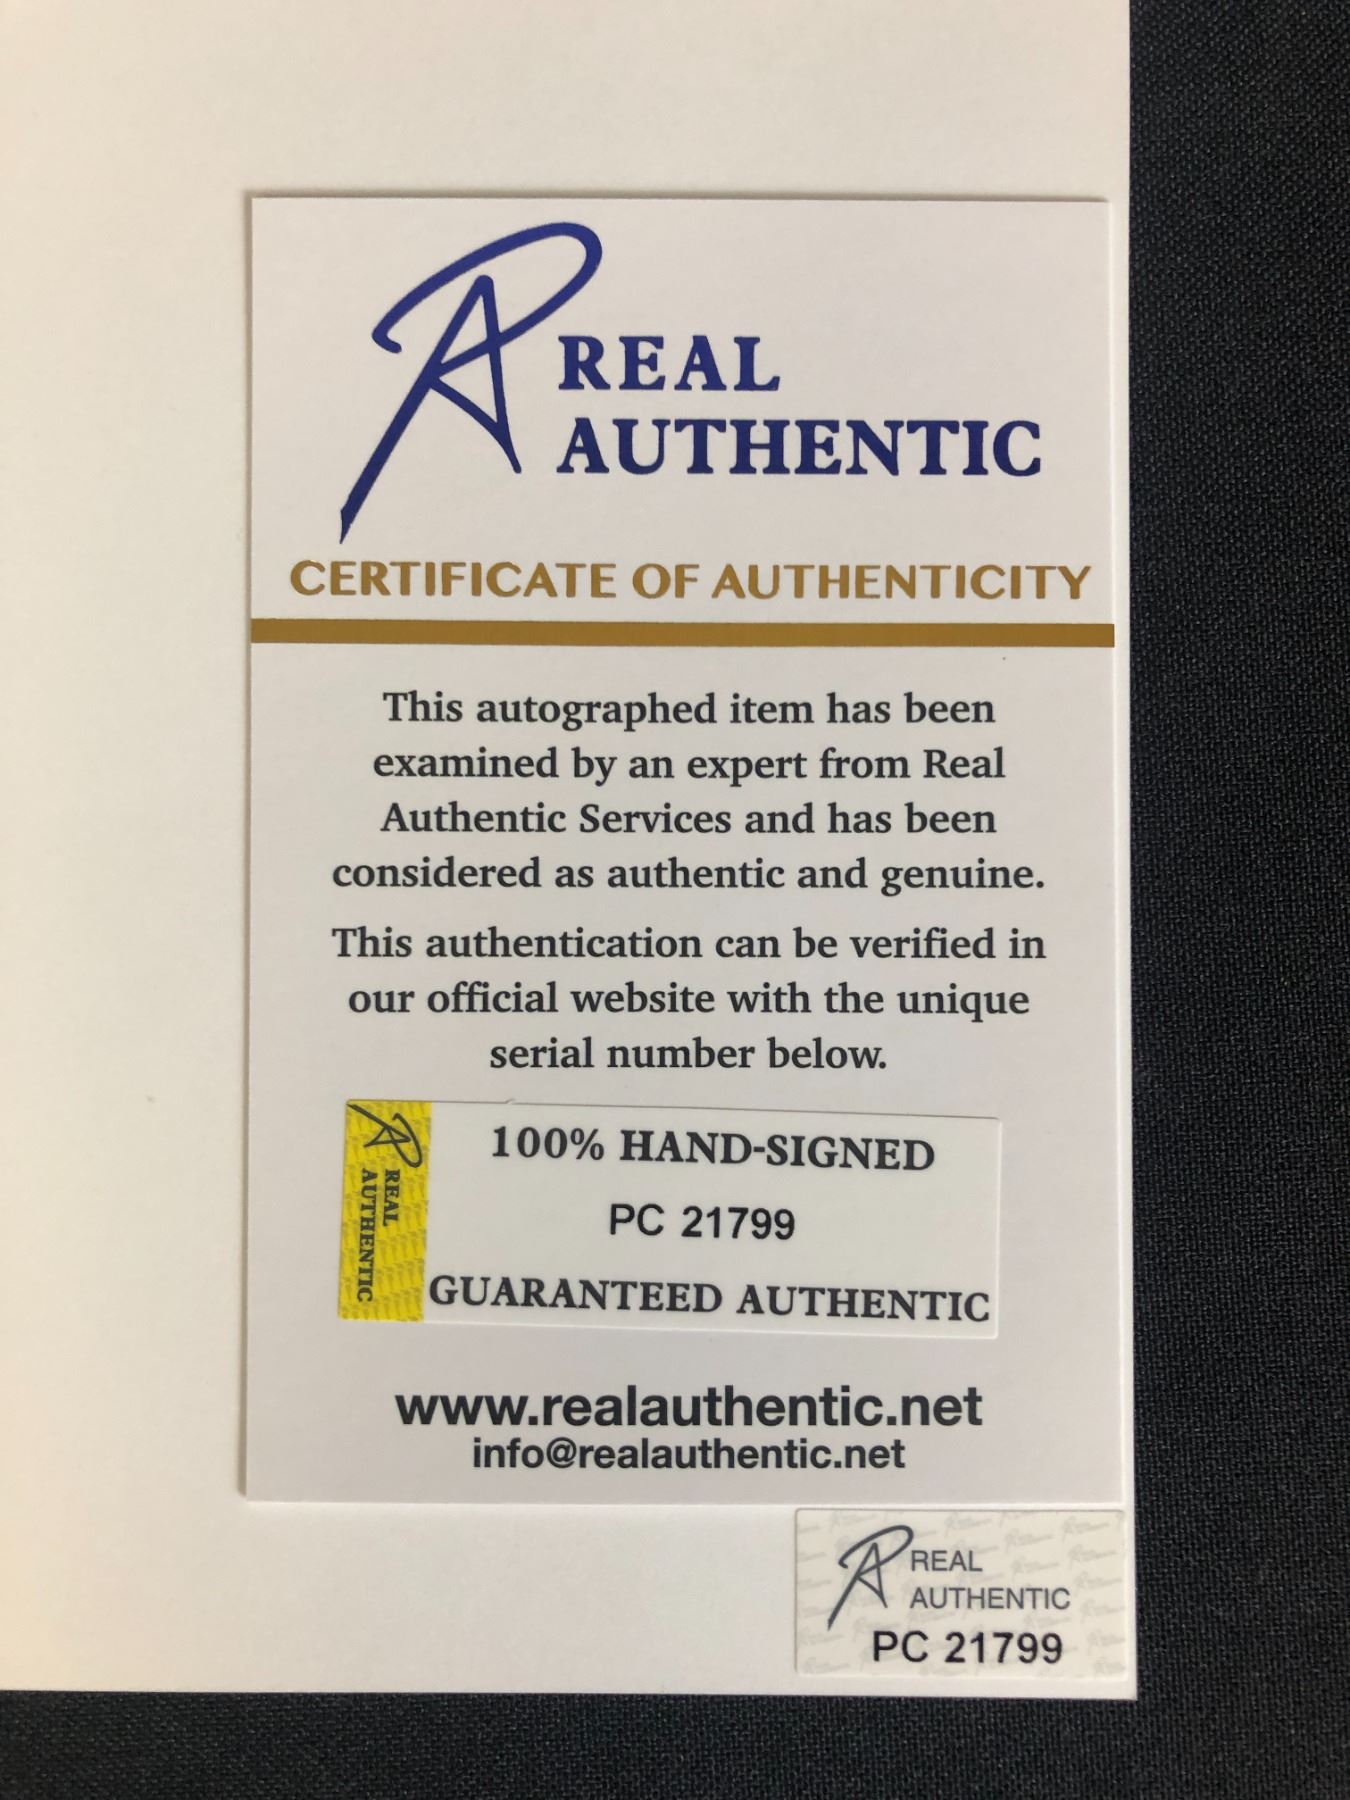 REAL
AUTHENTIC
CERTIFICATE OF AUTHENTICITY
This autographed item has been
examined by an expert from Real
Authentic Services and has been
considered as authentic and genuine.
This authentication can be verified in
our official website with the unique
serial number below.
REAL
AUTHENTIC
100% HAND-SIGNED
PC 21799
GUARANTEED AUTHENTIC
www.realauthentic.net
info@realauthentic.net
REAL
AUTHENTIC
PC 21799